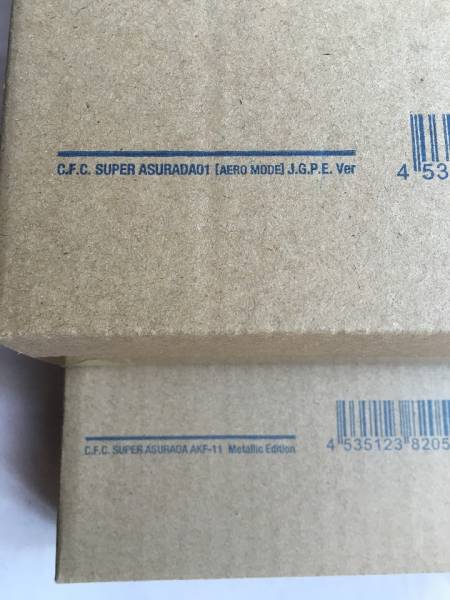 C.F.C. SUPER ASURADA01 [AERO MODE] J.G.P.E. Ver
4 53
C.F.C. SUPER ASURADA AKF-11 Metallic Edition
4 535123 8205